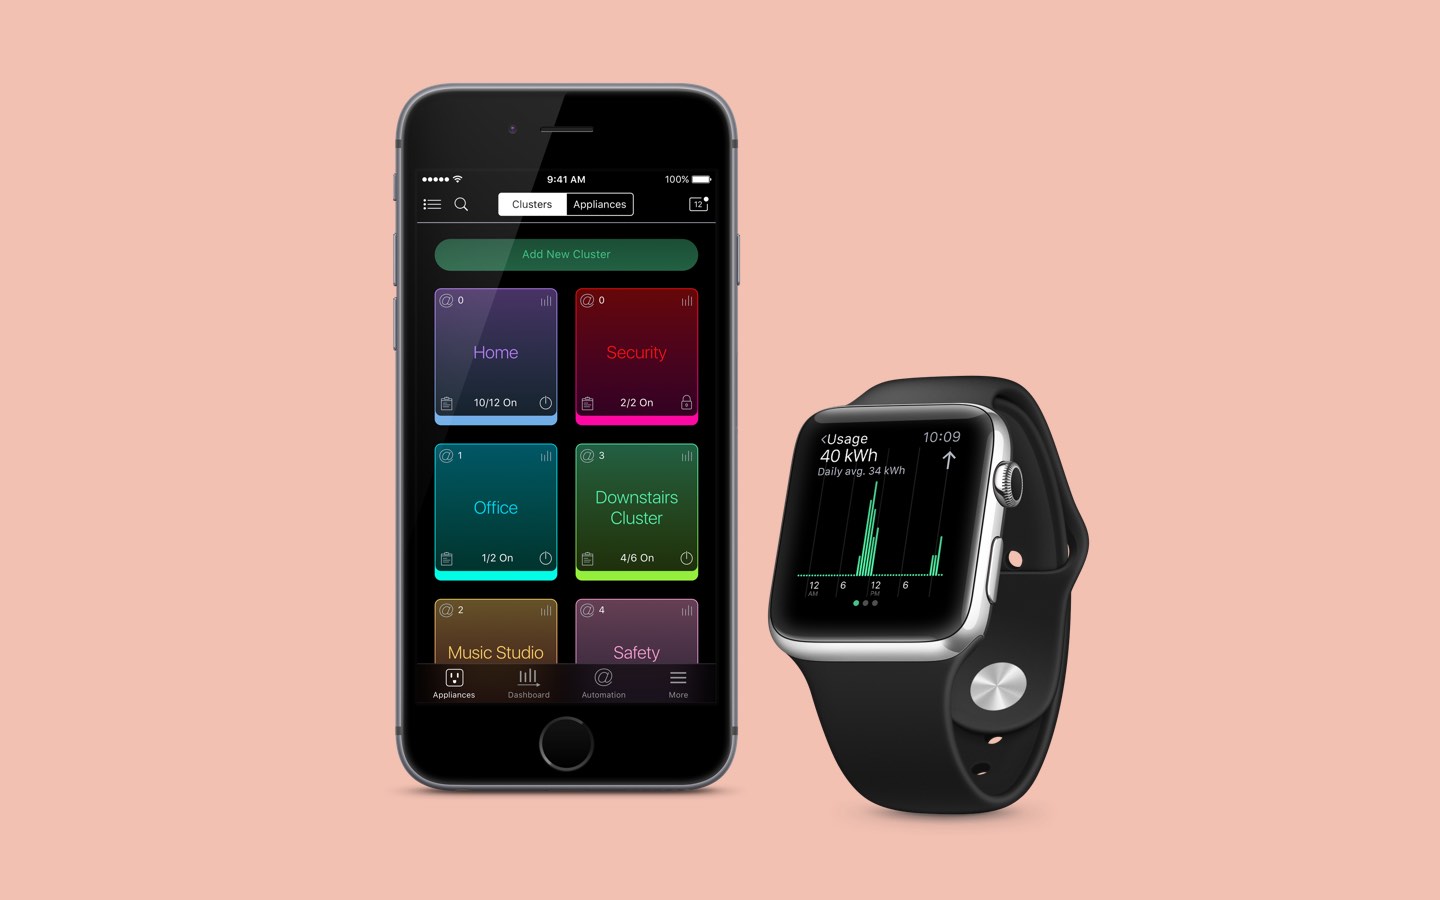 9:41 AM
100%
Clusters
Appliances
12
Add New Cluster
@ 0
Home
10/12 On
@ 0
Security
2/2 On
@ 1
Office
1/2 On
@ 3
Downstairs
Cluster
4/6 On
@ 2
Music Studio
@ 4
Safety
Appliances
Dashboard
@
Automation
More
<Usage
10:09
40 kWh
Daily avg. 34 kWh
12
AM
6
12
PM
6